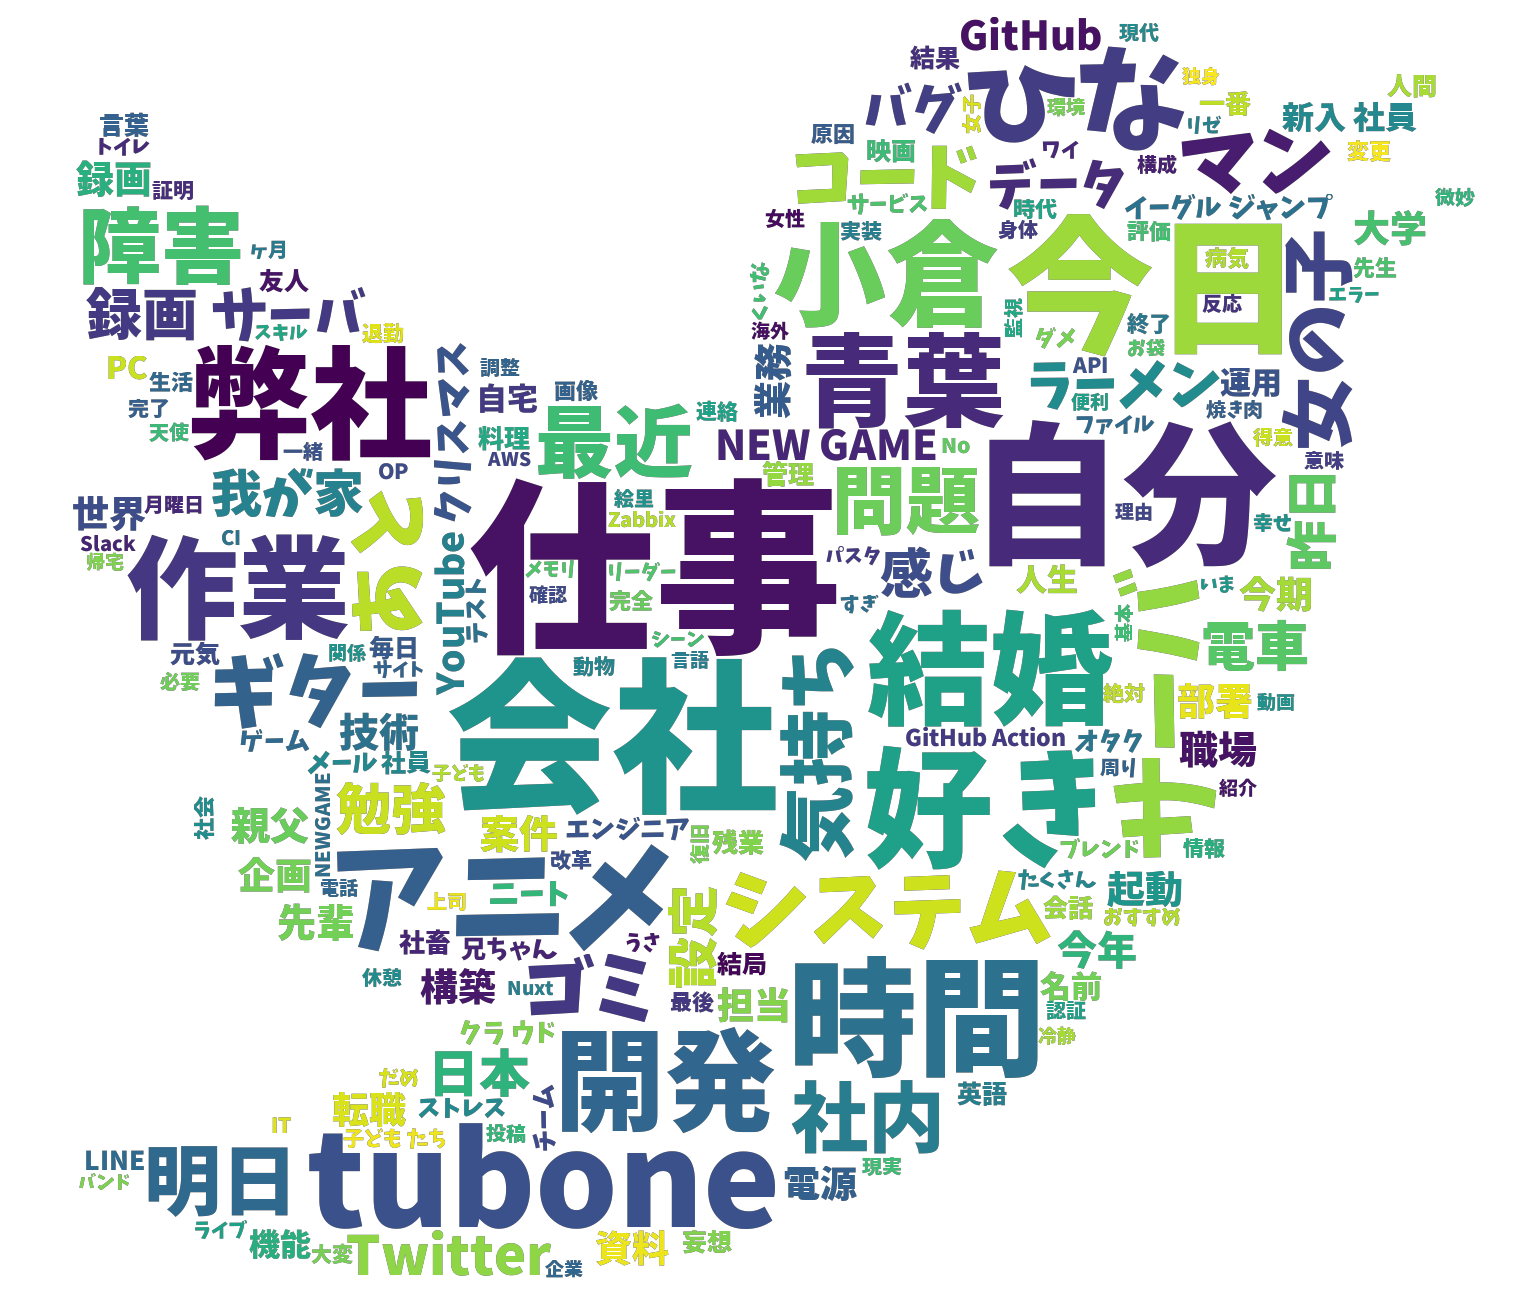 GitHub
現代
結果
ひな
独身
人間
バグ
女子
環境
一番
新入 社員
言葉
トイレ
原因
リゼ
映画
ワイ
マン
変更
録画
証明
コード
データ
構成
サービス
時代
イーグル ジャンプ
微妙
障害
女性
実装
身体
評価
大学
ヶ月
小倉
今日
病気
女の子
先生
友人
くいな
反応
エラー
録画 サーバ
スキル
退勤
海外
監視
ダメ
終了
お袋
PC
弊社
青葉
業務
API
ラーメン
運用
生活
クリスマス
調整
自宅
画像
便利
焼き肉
完了
最近
連絡
ファイル
天使
一緒
料理
NEW GAME
No
自分
得意
OP
AWS
管理
意味
我が家
仕事
問題
昨日
世界
月曜日
絵里
Zabbix
理由
幸せ
Slack
CI
作業
YouTube
パスタ
感じ
帰宅
メモリ
リーダー
人生
いま
今期
テスト
確認
完全
すぎ
基本
元気
関係
毎日
シーン
結婚
電車
必要
ギター
サイト
動物
言語
気持ち
会社
絶対
部署
動画
ゲーム
技術
GitHub Action
オタク
職場
メール 社員
子ども
好き
周り
紹介
社会
NEWGAME
親父
勉強
案件
エンジニア
復旧
残業
ブレンド
情報
企画
アニメ
改革
電話
上司
ニート
設定
システム
たくさん
起動
先輩
会話
おすすめ
社畜
兄ちゃん
うさ
結局
今年
休憩
構築
Nuxt
ゴミ
最後
担当
時間
名前
認証
クラウド
開発
冷静
日本
だめ
転職
ストレス
チーム
社内
英語
IT
子ども たち
投稿
LINE
明日
tubone
電源
現実
バンド
ライブ
機能
大変
Twitter
企業
資料
妄想